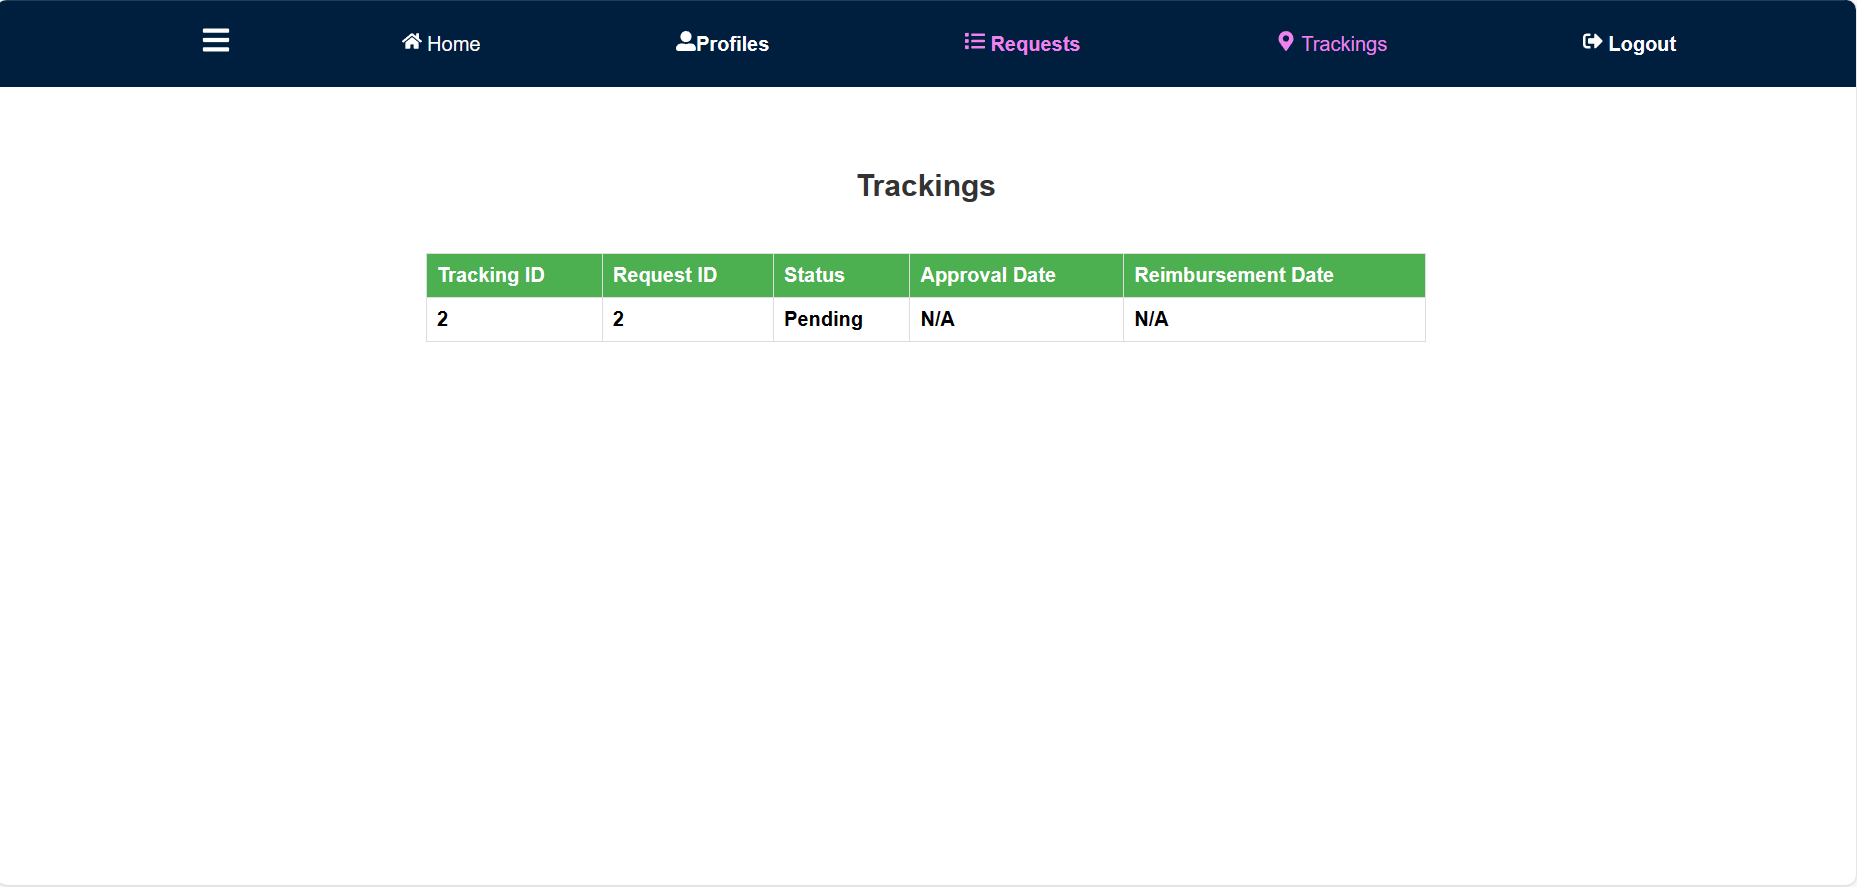 Home Profiles Requests Trackings Logout
Trackings
Tracking ID Request ID Status Approval Date Reimbursement Date
2 2 Pending N/A N/A